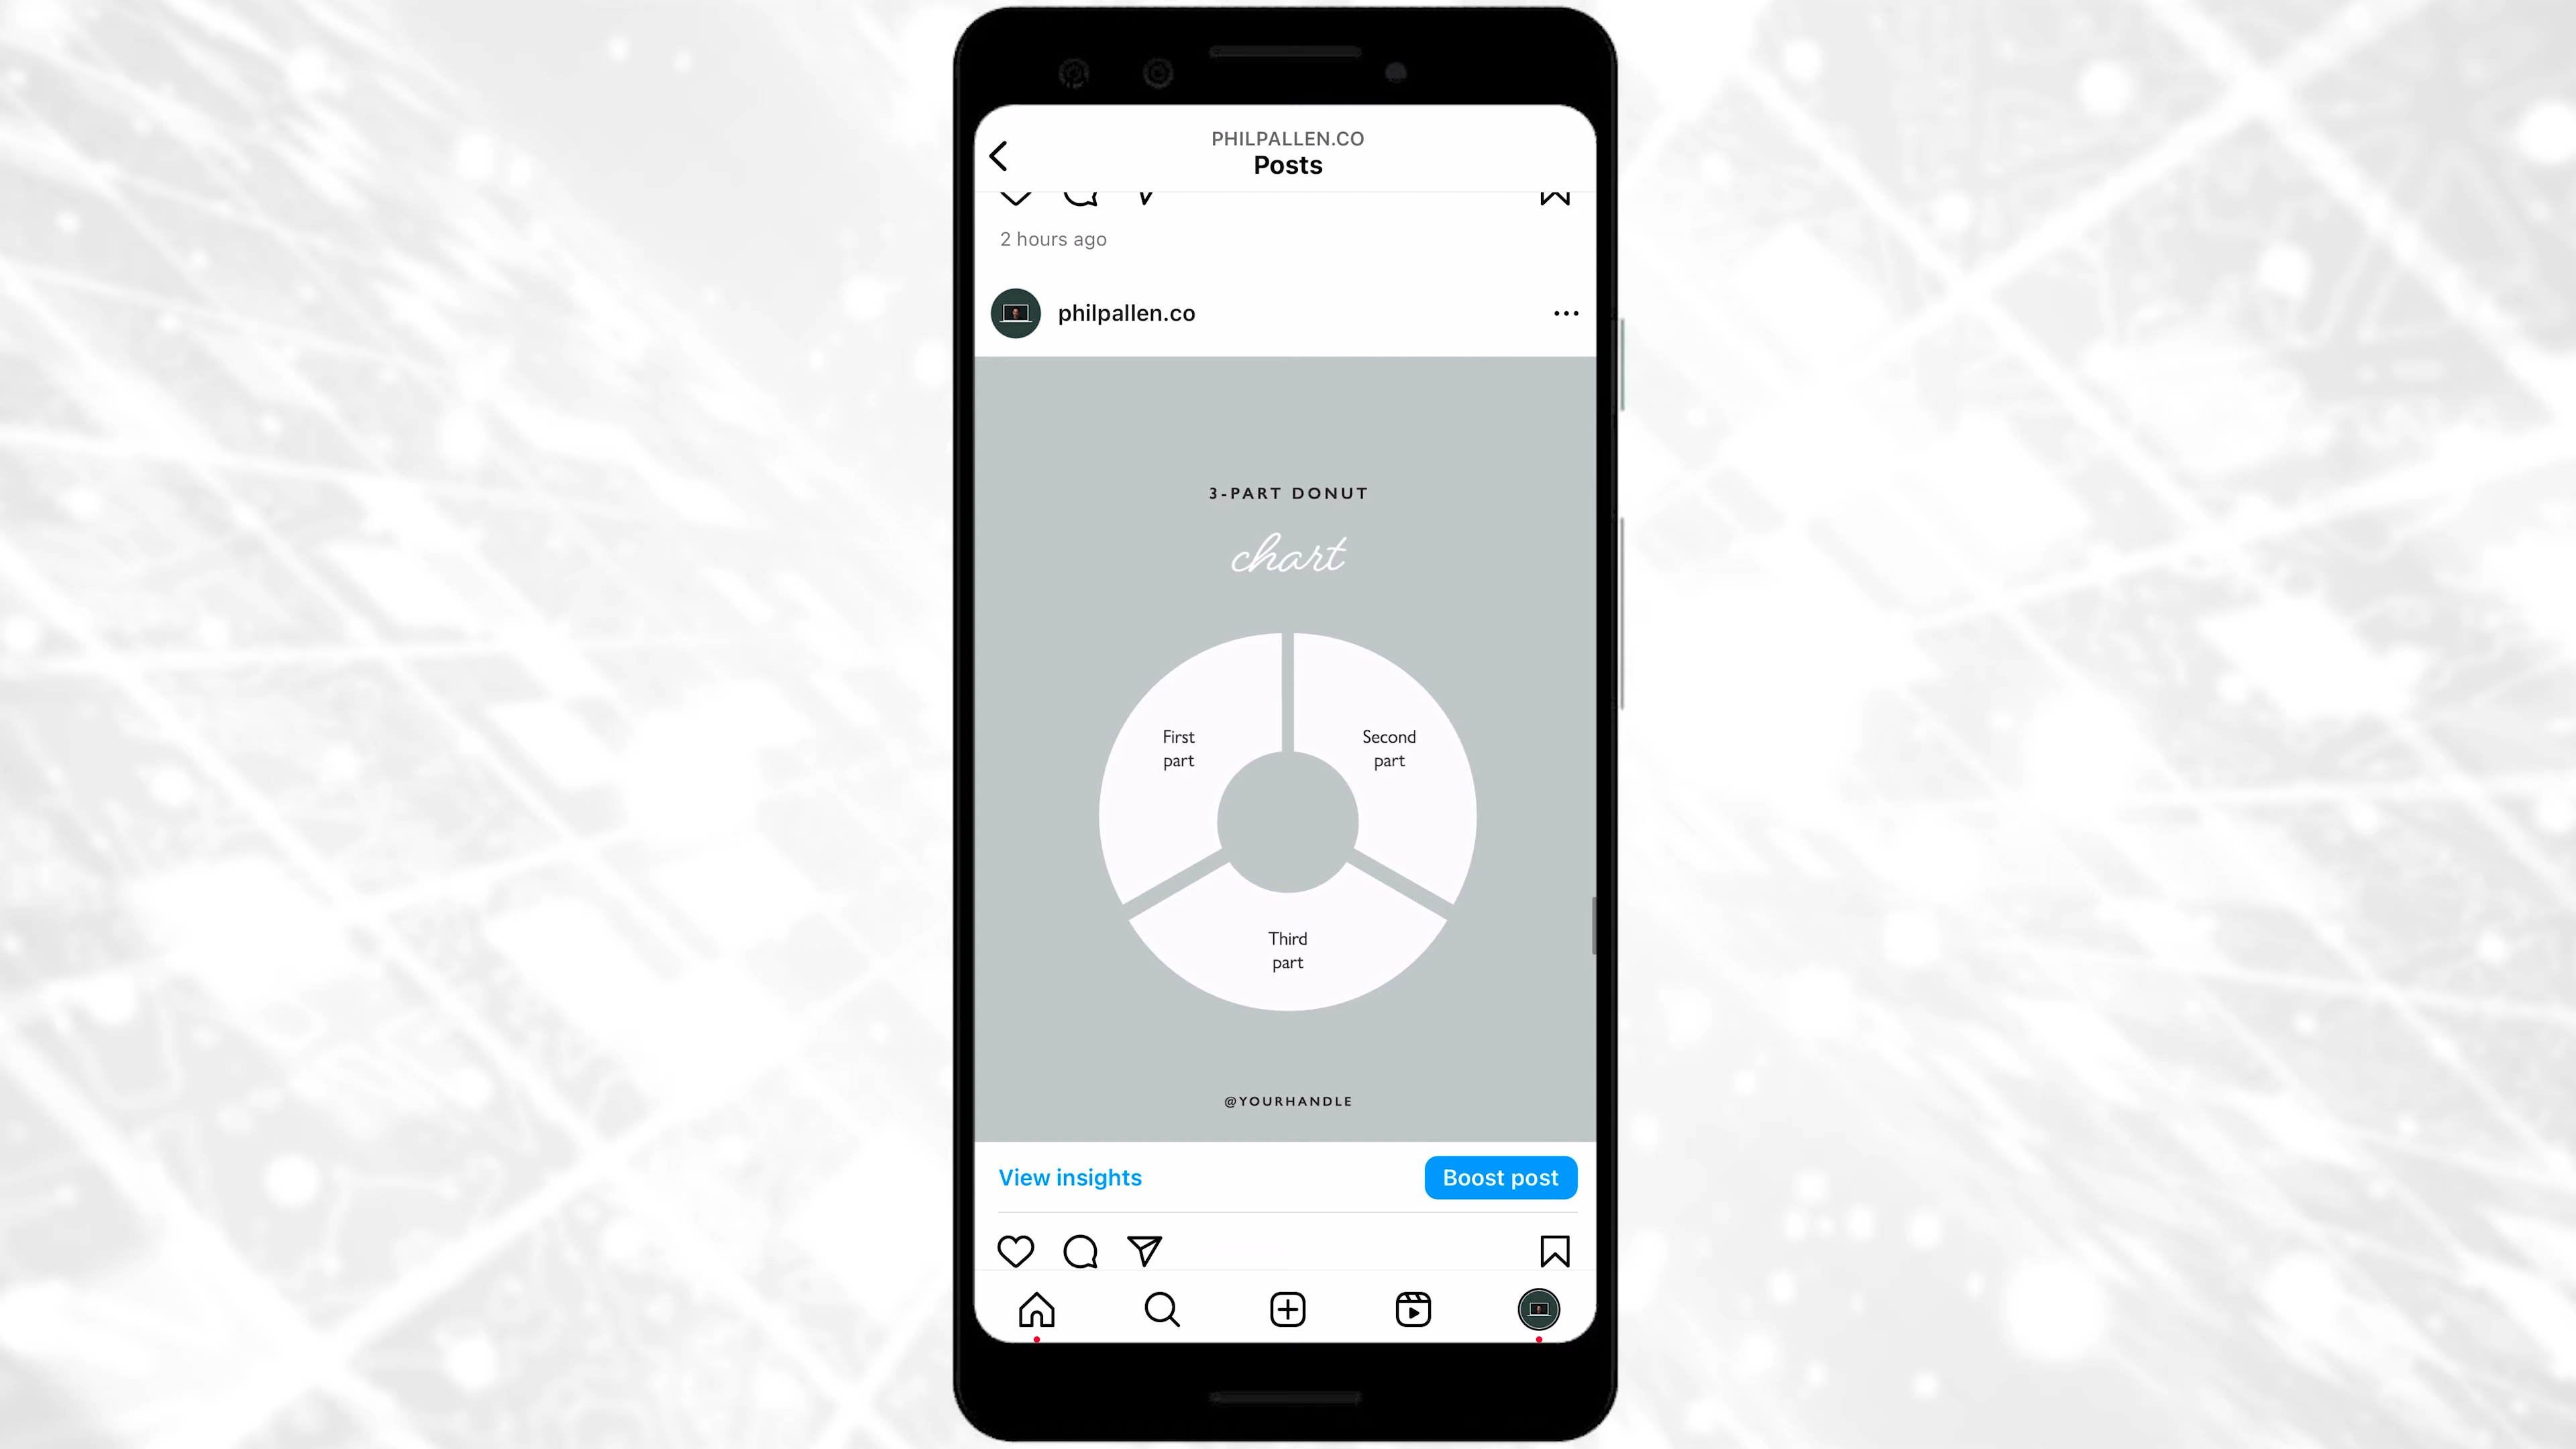 PHILPALLEN.CO
Posts
2 hours ago
philpallen.co
3-PART DONUT
chart
First
part
Second
part
Third
part
@YOURHANDLE
View insights
Boost post